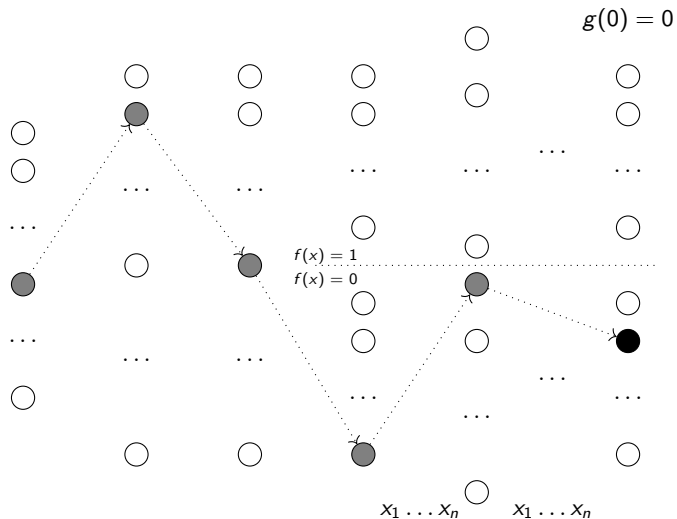 g(0) = 0
f(x) = 1
f(x) = 0
x₁ … xₙ x₁ … xₙ